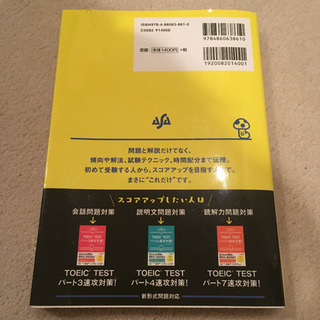 ISBN978-4-86063-861-0
C0082 ¥1400E
定価:本体1400円+税
9784860638610
1920082014001
ASA
問題と解説だけでなく、
傾向や解法、試験テクニック、時間配分まで伝授。
初めて受験する人から、スコアアップを目指す人まで。
まさに“これだけ”です。
スコアアップしたい人は
会話問題対策
説明文問題対策
読解力問題対策
TOEIC® TEST
パート3速攻対策!
TOEIC® TEST
パート4速攻対策!
TOEIC® TEST
パート7速攻対策!
新形式問題対応